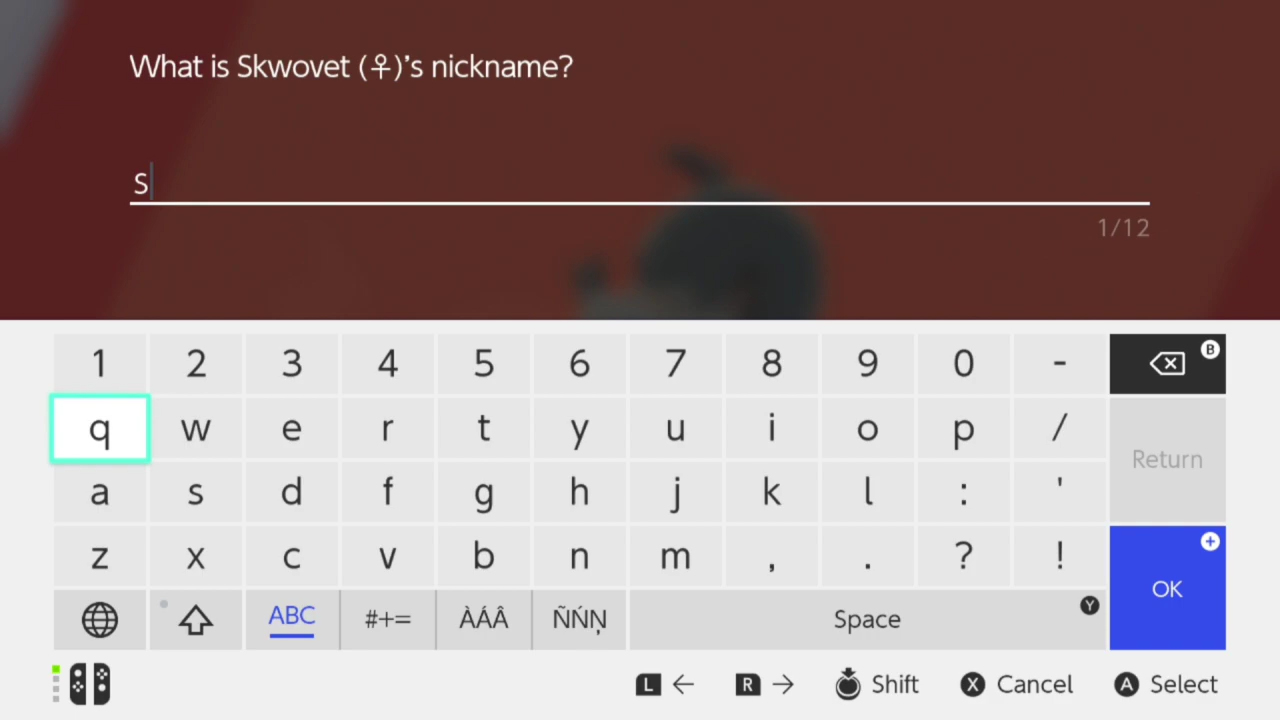 What is Skwovet (♀)'s nickname?
S
1/12
1 2 3 4 5 6 7 8 9 0 -
B
q w e r t y u i o p /
Return
a s d f g h j k l : '
z x c v b n m , . ? !
+
OK
ABC #+= ÀÁÂ ÑŃŅ Space Y
L ← R → Shift X Cancel A Select